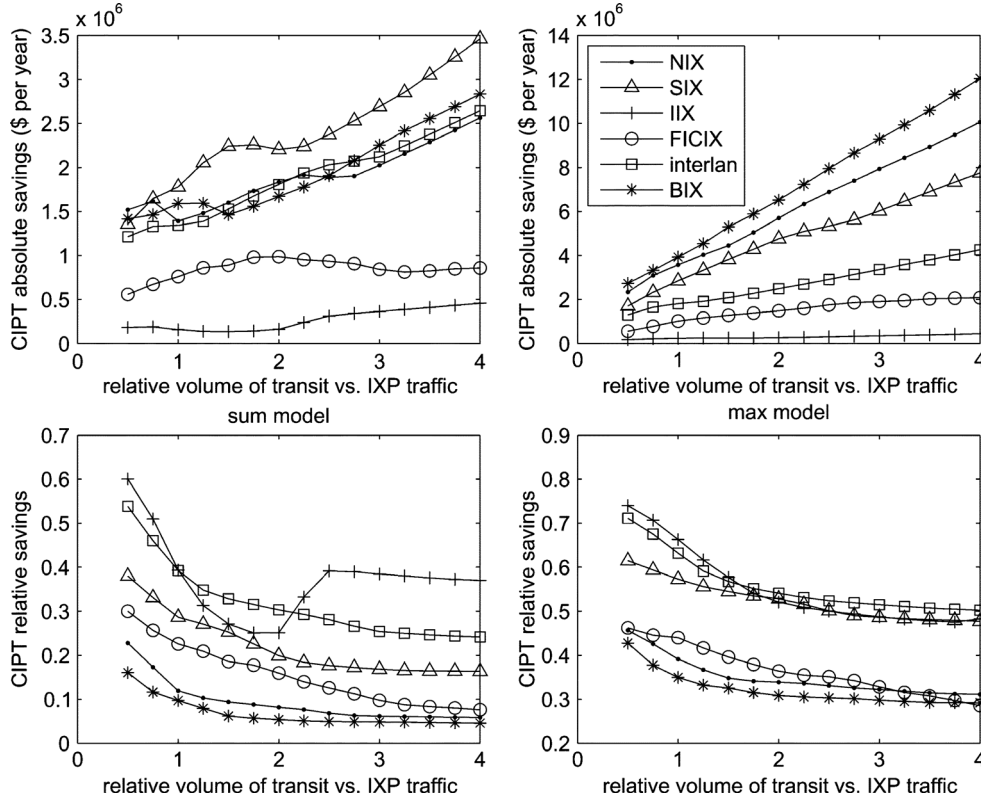 x 10^6
3.5
3
2.5
2
1.5
1
0.5
0
CIPT absolute savings ($ per year)
0 1 2 3 4
relative volume of transit vs. IXP traffic
sum model
x 10^6
14
12
10
8
6
4
2
0
CIPT absolute savings ($ per year)
NIX
SIX
IIX
FICIX
interlan
BIX
0 1 2 3 4
relative volume of transit vs. IXP traffic
max model
0.7
0.6
0.5
0.4
0.3
0.2
0.1
0
CIPT relative savings
0 1 2 3 4
relative volume of transit vs. IXP traffic
0.9
0.8
0.7
0.6
0.5
0.4
0.3
0.2
CIPT relative savings
0 1 2 3 4
relative volume of transit vs. IXP traffic